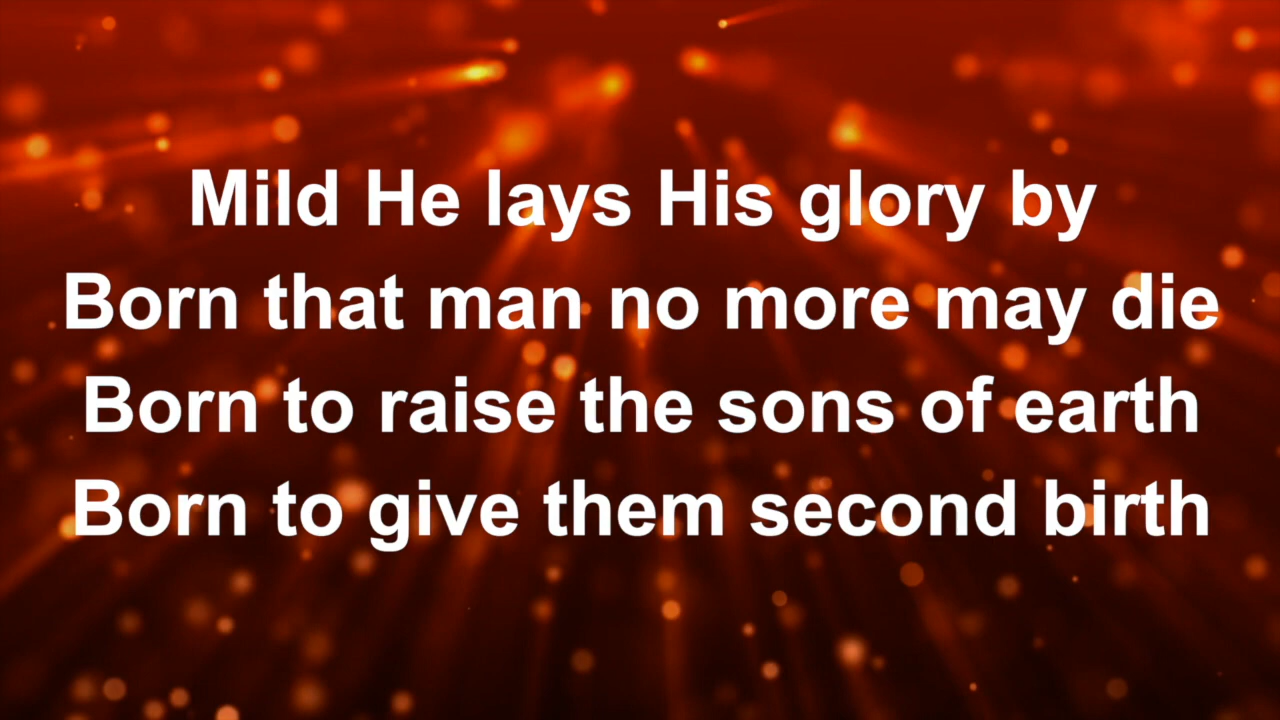 Mild He lays His glory by
Born that man no more may die
Born to raise the sons of earth
Born to give them second birth